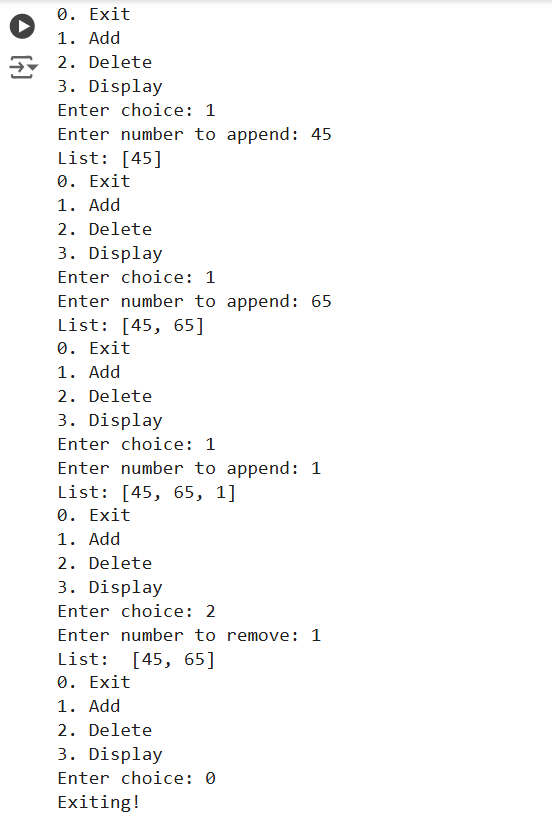 0. Exit
1. Add
2. Delete
3. Display
Enter choice: 1
Enter number to append: 45
List: [45]
0. Exit
1. Add
2. Delete
3. Display
Enter choice: 1
Enter number to append: 65
List: [45, 65]
0. Exit
1. Add
2. Delete
3. Display
Enter choice: 1
Enter number to append: 1
List: [45, 65, 1]
0. Exit
1. Add
2. Delete
3. Display
Enter choice: 2
Enter number to remove: 1
List:  [45, 65]
0. Exit
1. Add
2. Delete
3. Display
Enter choice: 0
Exiting!